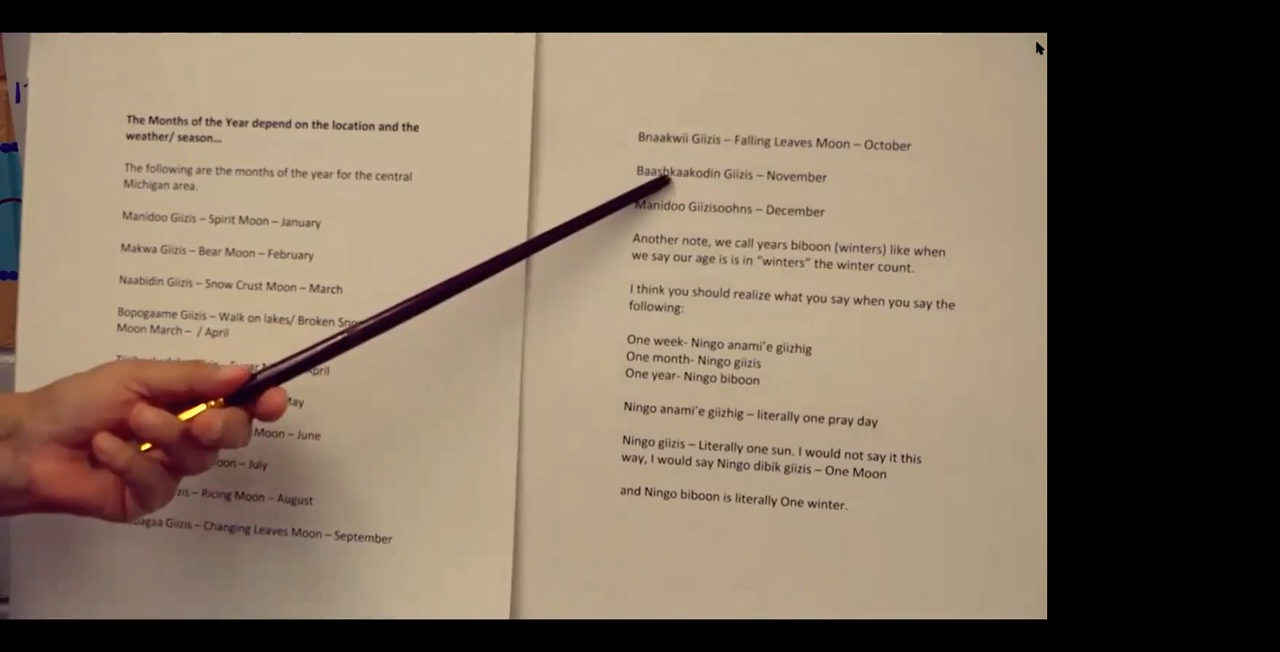 The Months of the Year depend on the location and the
weather/ season...
The following are the months of the year for the central
Michigan area.
Manidoo Giizis – Spirit Moon – January
Makwa Giizis – Bear Moon – February
Naabidin Giizis – Snow Crust Moon – March
Bopogaame Giizis – Walk on lakes/ Broken
Moon March – / April
April
May
Moon – June
– July
– Ricing Moon – August
Giizis – Changing Leaves Moon – September
Bnaakwii Giizis – Falling Leaves Moon – October
Baashkaakodin Giizis – November
Manidoo Giizisoohns – December
Another note, we call years biboon (winters) like when
we say our age is is in “winters” the winter count.
I think you should realize what you say when you say the
following:
One week- Ningo anami’e giizhig
One month- Ningo giizis
One year- Ningo biboon
Ningo anami’e giizhig – literally one pray day
Ningo giizis – Literally one sun. I would not say it this
way, I would say Ningo dibik giizis – One Moon
and Ningo biboon is literally One winter.